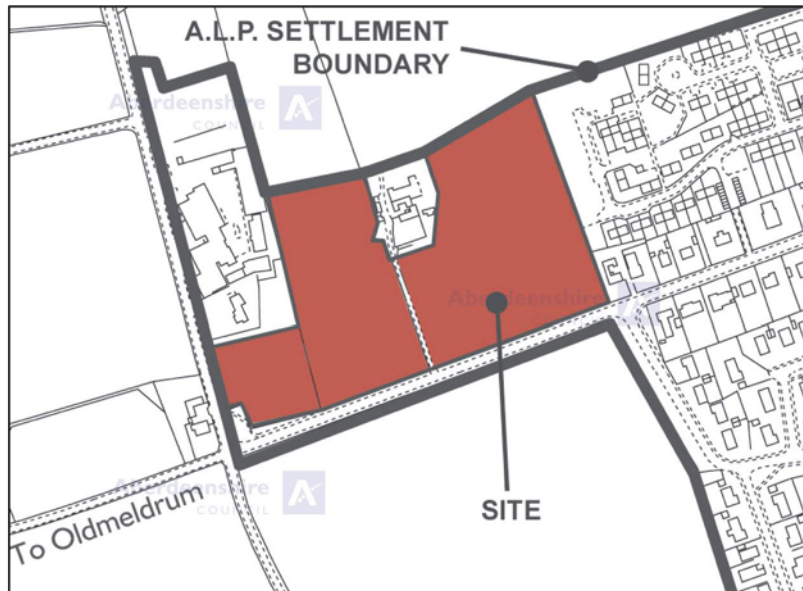 A.L.P. SETTLEMENT
BOUNDARY
Aberdeenshire
COUNCIL
Aberdeenshire
SITE
Aberdeenshire
COUNCIL
To Oldmeldrum